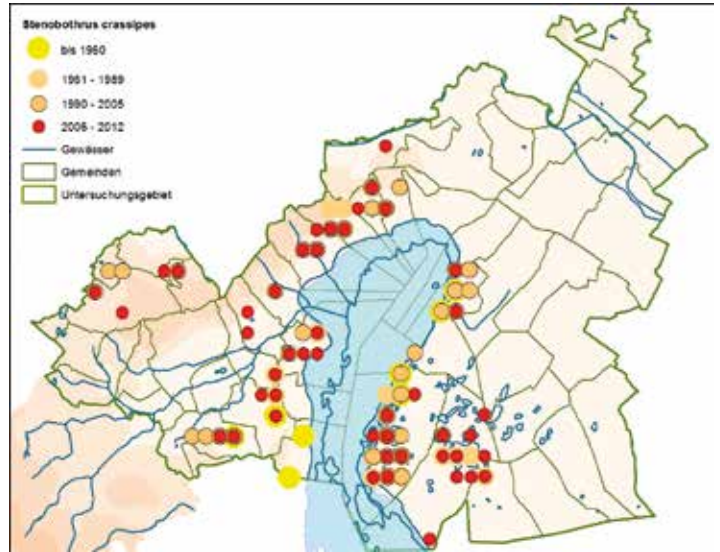 Stenobothrus crassipes
bis 1960
1961 - 1989
1990 - 2005
2006 - 2012
Gewässer
Gemeinden
Untersuchungsgebiet